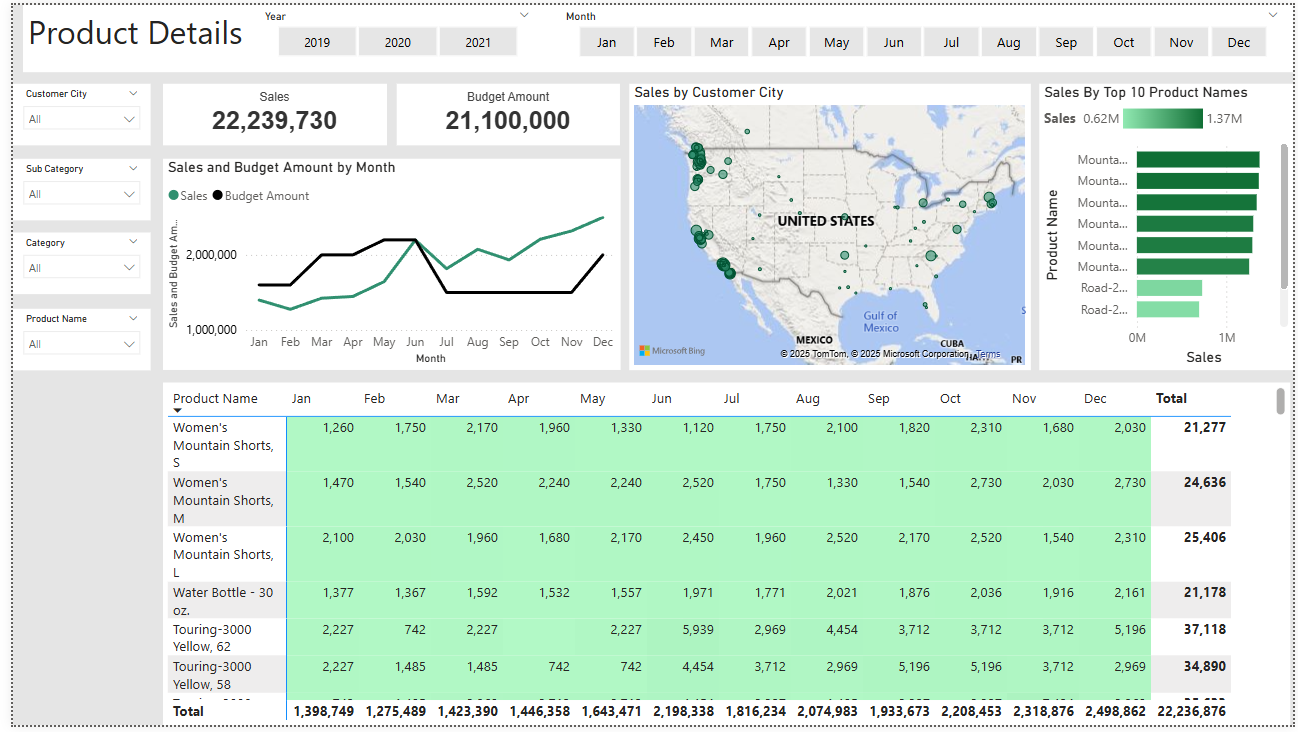 Product Details
Year
2019 2020 2021
Month
Jan Feb Mar Apr May Jun Jul Aug Sep Oct Nov Dec
Customer City
All
Sub Category
All
Category
All
Product Name
All
Sales
22,239,730
Budget Amount
21,100,000
Sales and Budget Amount by Month
Sales Budget Amount
Sales and Budget Am...
2,000,000
1,000,000
Jan Feb Mar Apr May Jun Jul Aug Sep Oct Nov Dec
Month
Sales by Customer City
UNITED STATES
Gulf of
Mexico
MEXICO
CUBA
HA
PR
S
Microsoft Bing
© 2025 TomTom, © 2025 Microsoft Corporation, Terms
Sales By Top 10 Product Names
Sales 0.62M 1.37M
Product Name
Mounta...
Mounta...
Mounta...
Mounta...
Mounta...
Mounta...
Road-2...
Road-2...
0M 1M
Sales
Product Name Jan Feb Mar Apr May Jun Jul Aug Sep Oct Nov Dec Total
Women's 1,260 1,750 2,170 1,960 1,330 1,120 1,750 2,100 1,820 2,310 1,680 2,030 21,277
Mountain Shorts,
S
Women's 1,470 1,540 2,520 2,240 2,240 2,520 1,750 1,330 1,540 2,730 2,030 2,730 24,636
Mountain Shorts,
M
Women's 2,100 2,030 1,960 1,680 2,170 2,450 1,960 2,520 2,170 2,520 1,540 2,310 25,406
Mountain Shorts,
L
Water Bottle - 30 1,377 1,367 1,592 1,532 1,557 1,971 1,771 2,021 1,876 2,036 1,916 2,161 21,178
oz.
Touring-3000 2,227 742 2,227 2,227 5,939 2,969 4,454 3,712 3,712 3,712 5,196 37,118
Yellow, 62
Touring-3000 2,227 1,485 1,485 742 742 4,454 3,712 2,969 5,196 5,196 3,712 2,969 34,890
Yellow, 58
Total 1,398,749 1,275,489 1,423,390 1,446,358 1,643,471 2,198,338 1,816,234 2,074,983 1,933,673 2,208,453 2,318,876 2,498,862 22,236,876